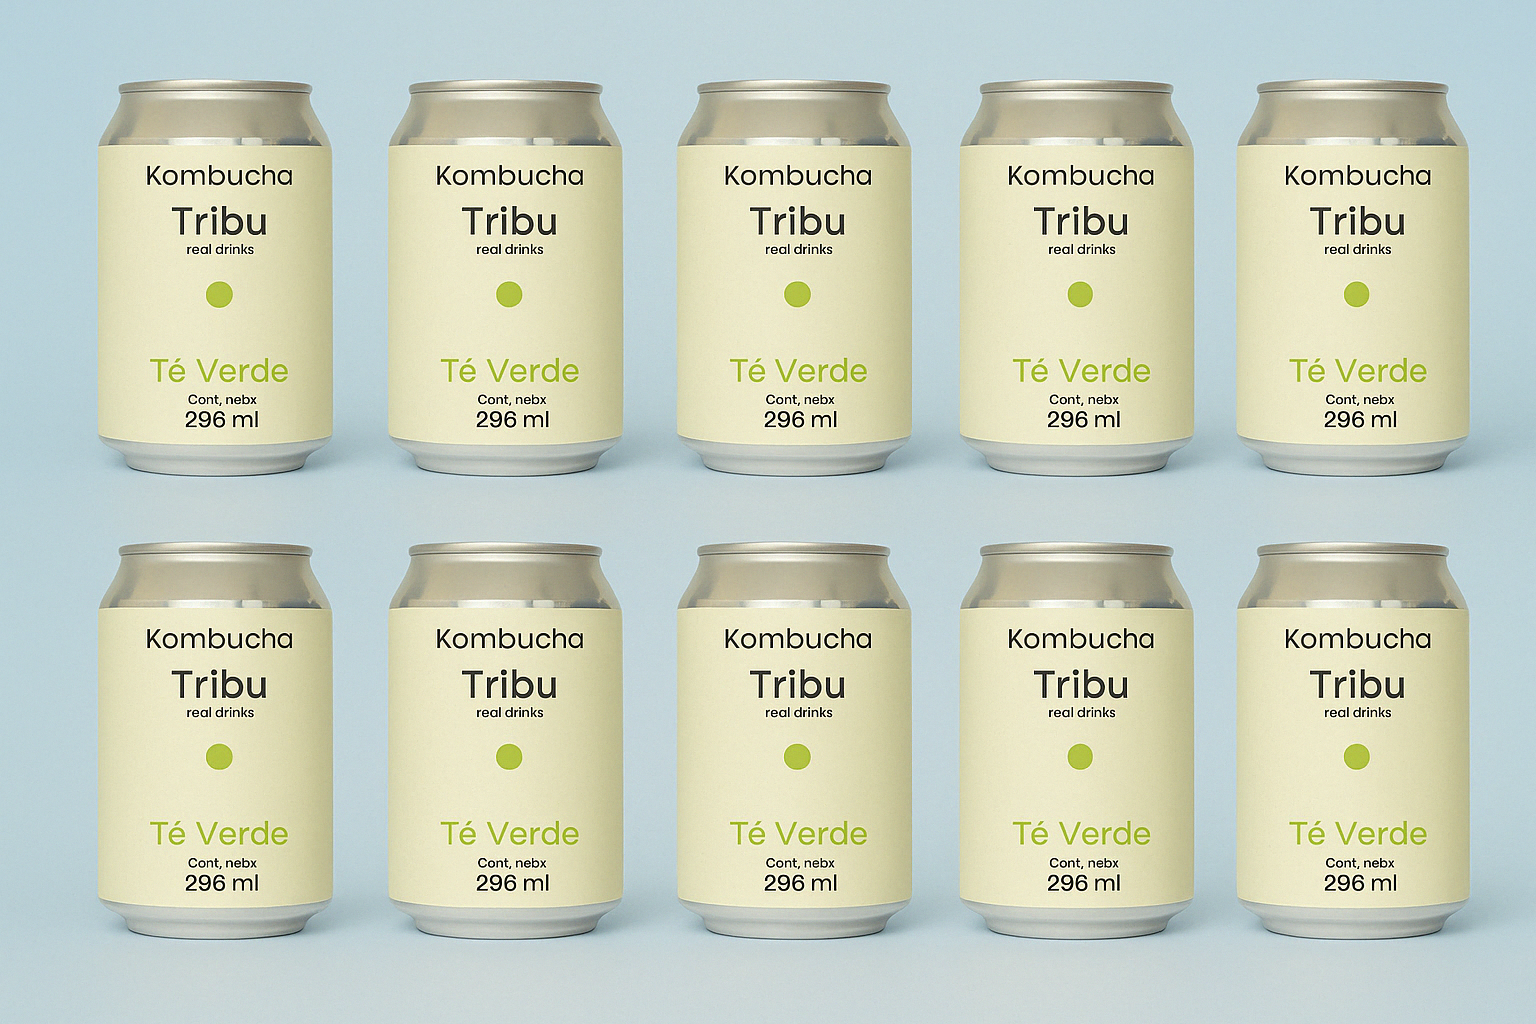 Kombucha
Tribu
real drinks
Té Verde
Cont, nebx
296 ml
Kombucha
Tribu
real drinks
Té Verde
Cont, nebx
296 ml
Kombucha
Tribu
real drinks
Té Verde
Cont, nebx
296 ml
Kombucha
Tribu
real drinks
Té Verde
Cont, nebx
296 ml
Kombucha
Tribu
real drinks
Té Verde
Cont, nebx
296 ml
Kombucha
Tribu
real drinks
Té Verde
Cont, nebx
296 ml
Kombucha
Tribu
real drinks
Té Verde
Cont, nebx
296 ml
Kombucha
Tribu
real drinks
Té Verde
Cont, nebx
296 ml
Kombucha
Tribu
real drinks
Té Verde
Cont, nebx
296 ml
Kombucha
Tribu
real drinks
Té Verde
Cont, nebx
296 ml